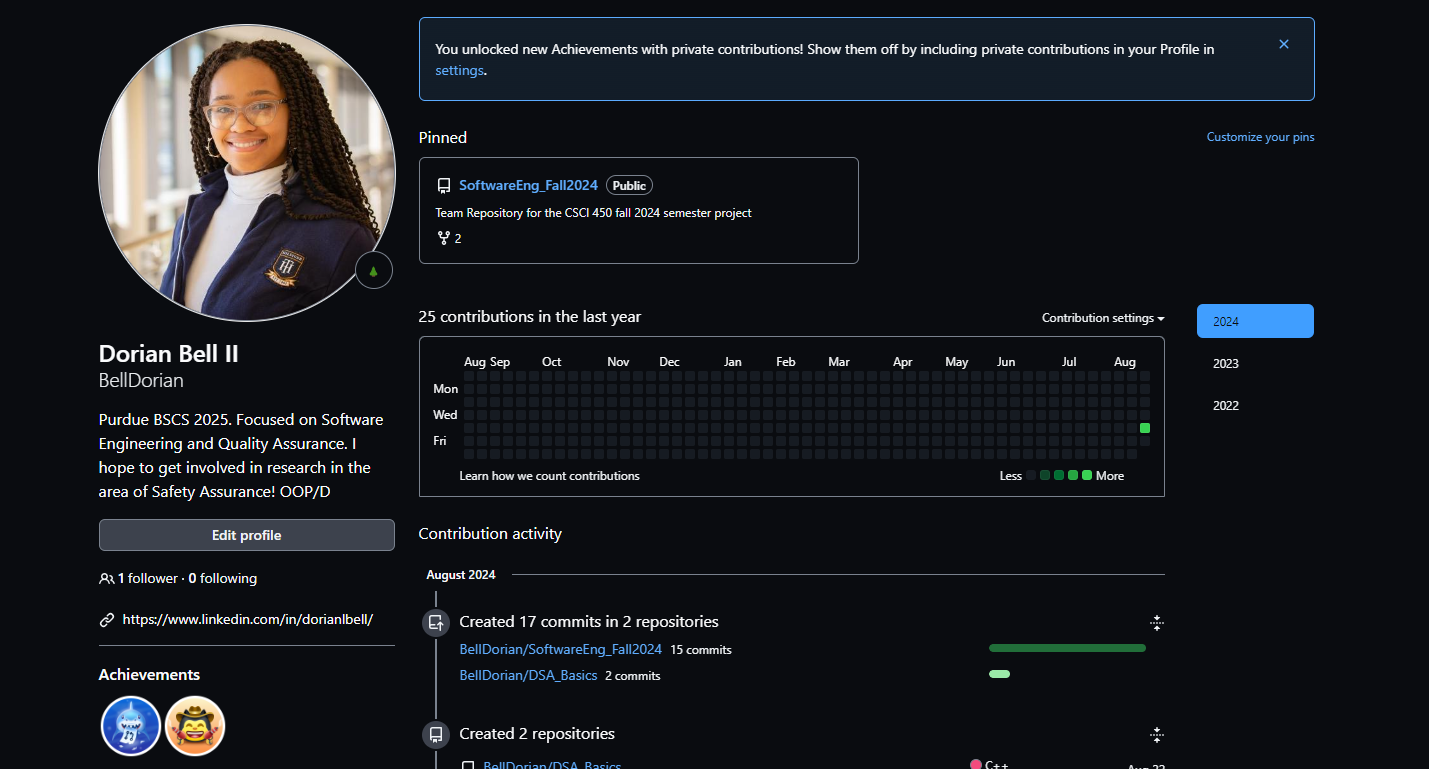 You unlocked new Achievements with private contributions! Show them off by including private contributions in your Profile in
settings.
Pinned
Customize your pins
SoftwareEng_Fall2024 Public
Team Repository for the CSCI 450 fall 2024 semester project
2
Dorian Bell II
BellDorian
Purdue BSCS 2025. Focused on Software
Engineering and Quality Assurance. I
hope to get involved in research in the
area of Safety Assurance! OOP/D
Edit profile
1 follower · 0 following
https://www.linkedin.com/in/dorianlbell/
Achievements
25 contributions in the last year
Contribution settings
2024
2023
2022
Aug Sep Oct Nov Dec Jan Feb Mar Apr May Jun Jul Aug
Mon
Wed
Fri
Learn how we count contributions
Less More
Contribution activity
August 2024
Created 17 commits in 2 repositories
BellDorian/SoftwareEng_Fall2024 15 commits
BellDorian/DSA_Basics 2 commits
Created 2 repositories
BellDorian/DSA_Basics C++ Aug 22